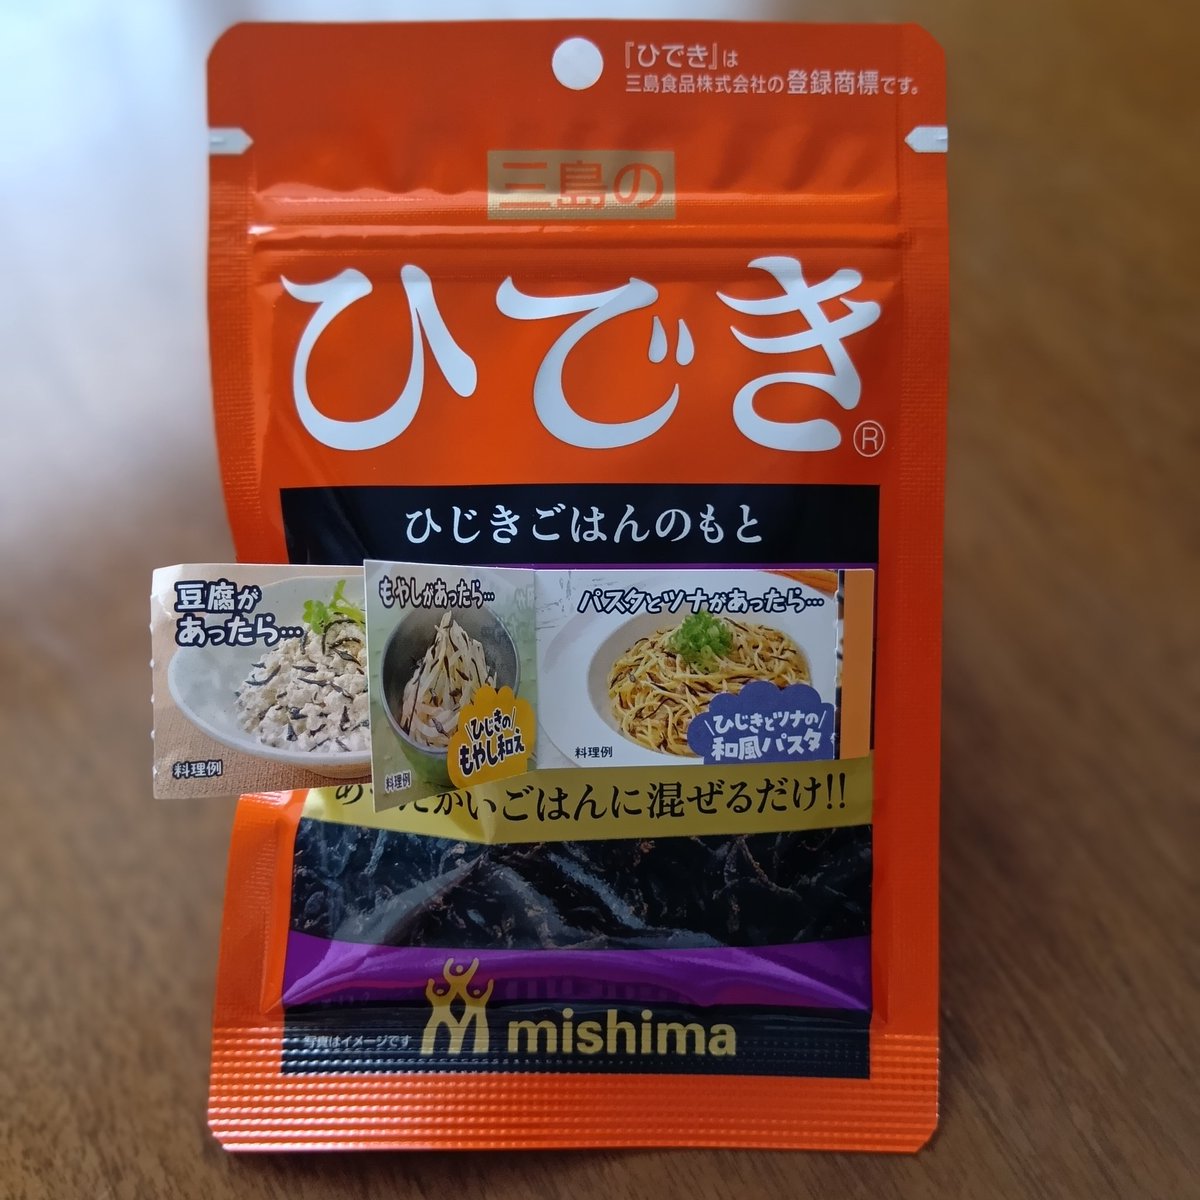 『ひでき』は
三島食品株式会社の登録商標です。
三島の
ひでき®
ひじきごはんのもと
豆腐が
あったら…
料理例
もやしがあったら…
ひじきの
もやし和え
料理例
パスタとツナがあったら…
ひじきとツナの
和風パスタ
料理例
かいごはんに混ぜるだけ!!
写真はイメージです
mishima